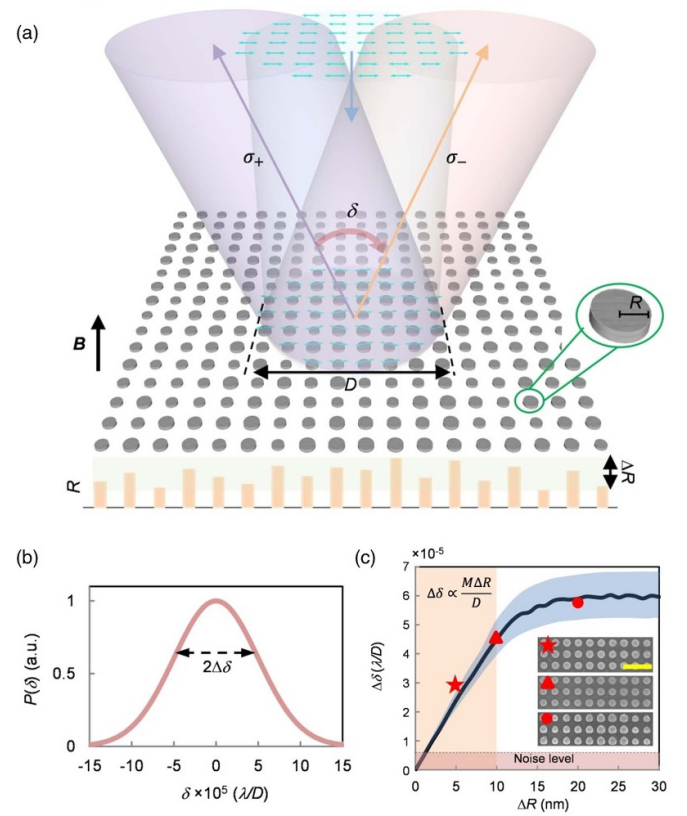 (a)
σ+
σ−
δ
R
B
D
R
ΔR
(b)
P(δ) (a.u.)
1
0.5
0
2Δδ
-15 -10 -5 0 5 10 15
δ ×10⁵ (λ/D)
(c)
×10⁻⁵
Δδ (λ/D)
7
6
5
4
3
2
1
0
Δδ ∝ MΔR/D
Noise level
0 5 10 15 20 25 30
ΔR (nm)